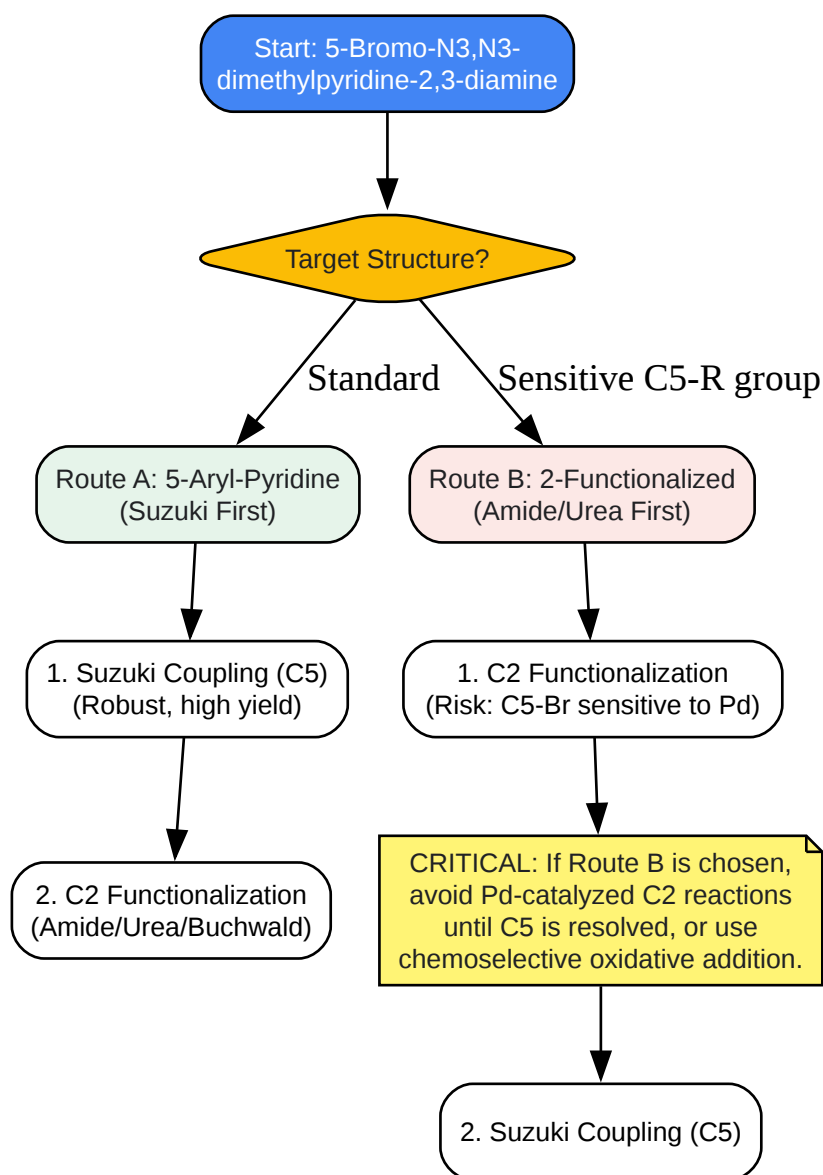 Start: 5-Bromo-N3,N3-
dimethylpyridine-2,3-diamine
Target Structure?
Standard
Sensitive C5-R group
Route A: 5-Aryl-Pyridine
(Suzuki First)
Route B: 2-Functionalized
(Amide/Urea First)
1. Suzuki Coupling (C5)
(Robust, high yield)
1. C2 Functionalization
(Risk: C5-Br sensitive to Pd)
2. C2 Functionalization
(Amide/Urea/Buchwald)
CRITICAL: If Route B is chosen,
avoid Pd-catalyzed C2 reactions
until C5 is resolved, or use
chemoselective oxidative addition.
2. Suzuki Coupling (C5)